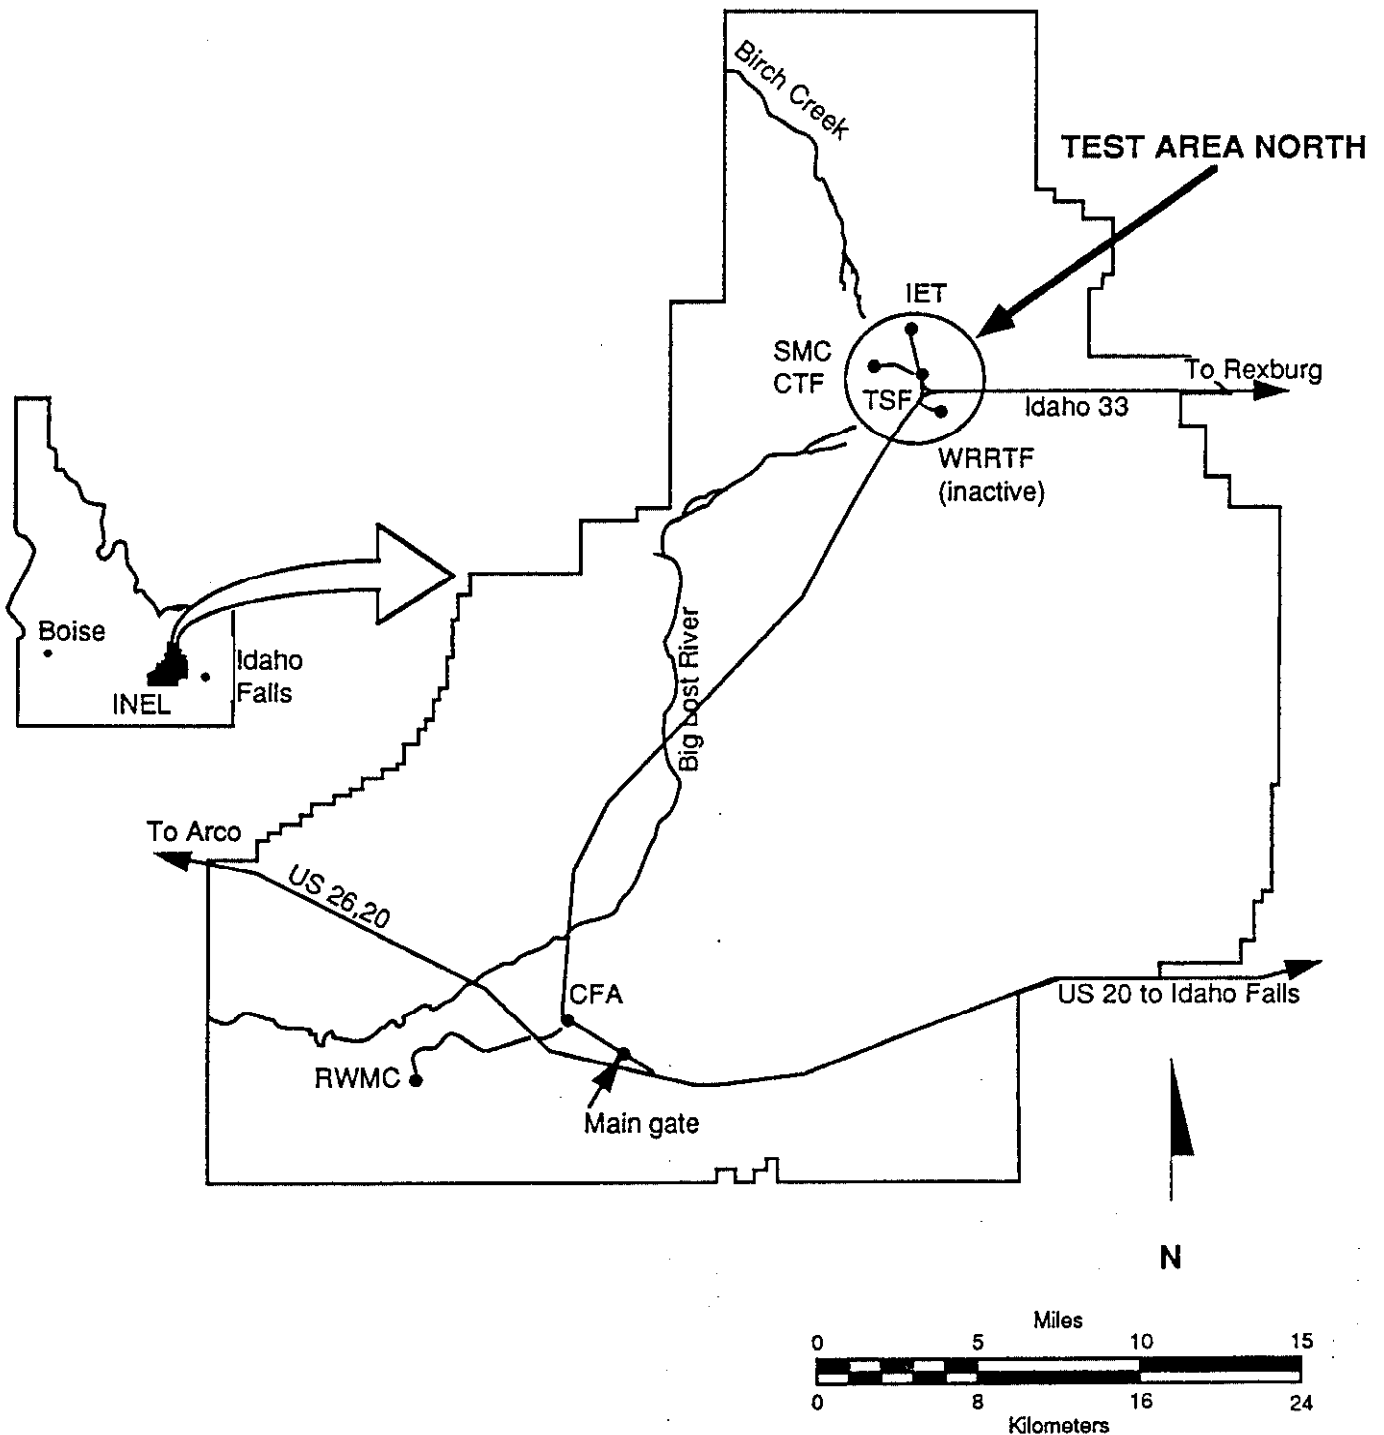 Birch Creek
TEST AREA NORTH
IET
SMC
CTF
TSF
To Rexburg
Idaho 33
WRRTF
(inactive)
Boise
Idaho
Falls
INEL
Big Lost River
To Arco
US 26,20
CFA
US 20 to Idaho Falls
RWMC
Main gate
N
Miles
0 5 10 15
0 8 16 24
Kilometers